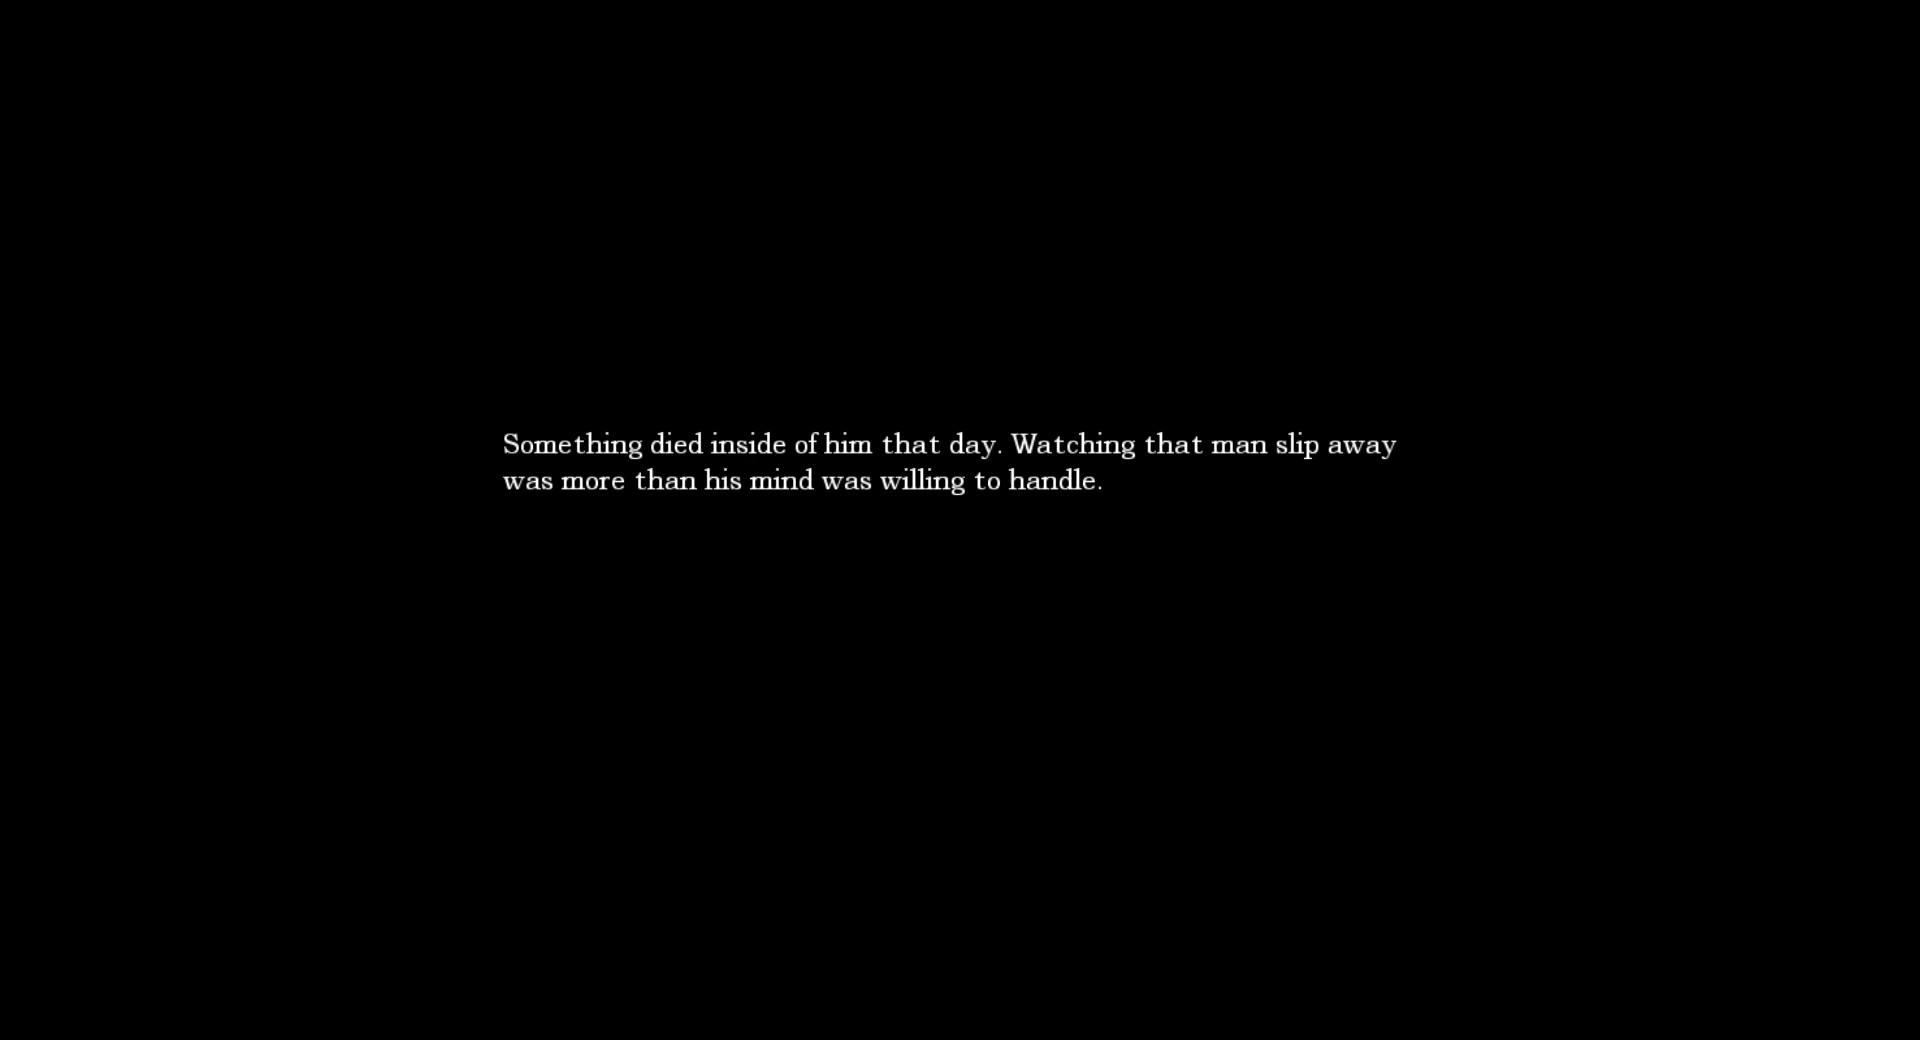 Something died inside of him that day. Watching that man slip away
was more than his mind was willing to handle.